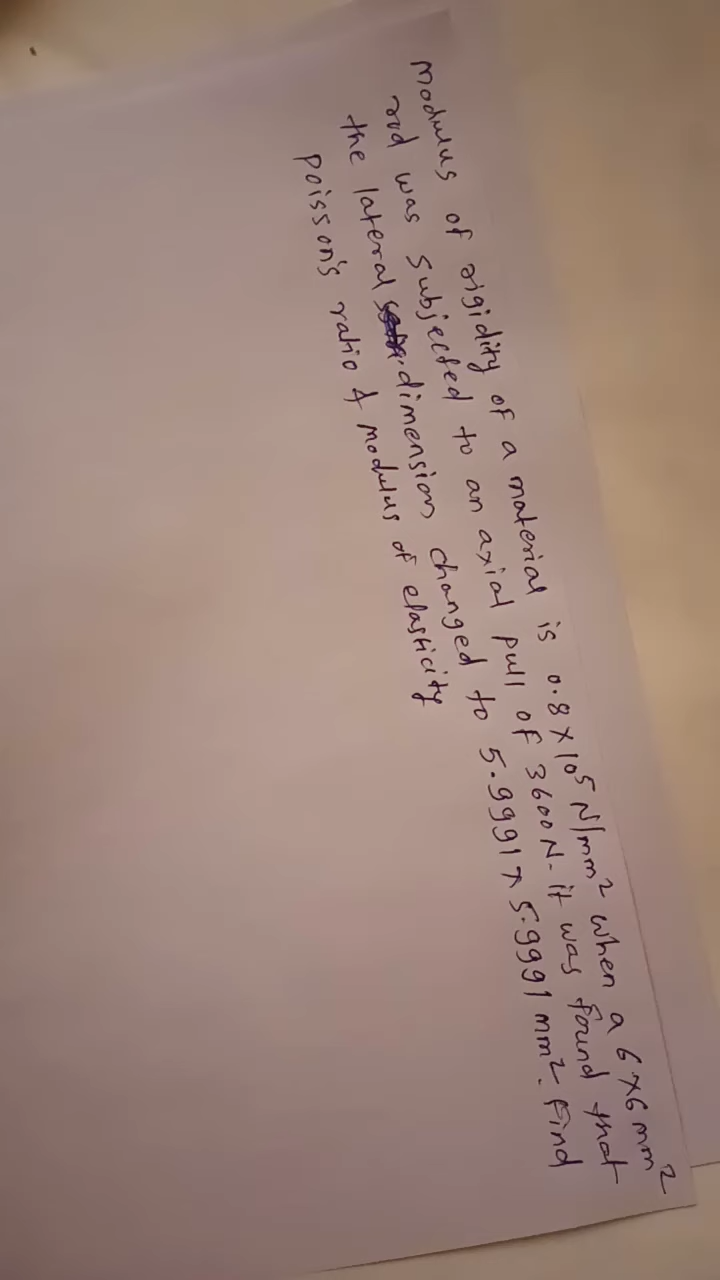 Modulus of rigidity of a material is 0.8 × 10⁵ N/mm² when a 6×6 mm²
rod was subjected to an axial pull of 3600 N. it was found that
the lateral dimension changed to 5.9991 × 5.9991 mm². Find
poisson's ratio & modulus of elasticity